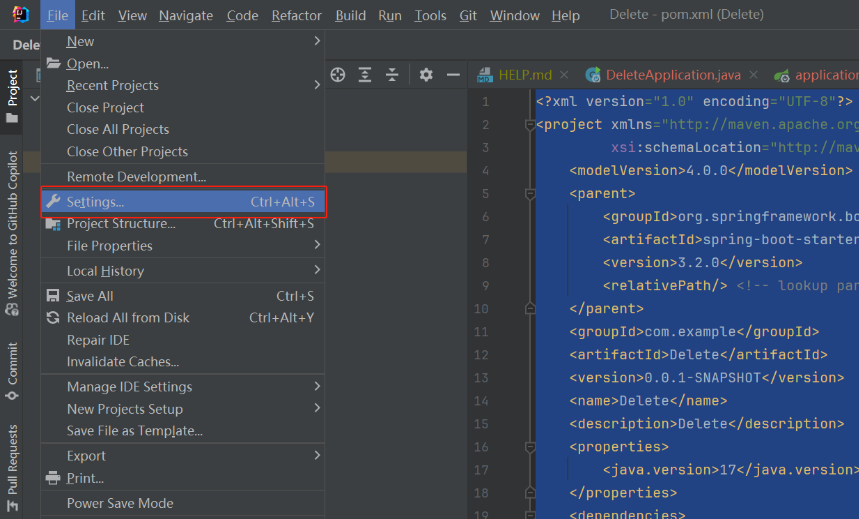 File Edit View Navigate Code Refactor Build Run Tools Git Window Help Delete - pom.xml (Delete)
Dele
New
Open...
Recent Projects
Close Project
Close All Projects
Close Other Projects
Remote Development...
Settings... Ctrl+Alt+S
Project Structure... Ctrl+Alt+Shift+S
File Properties
Local History
Save All Ctrl+S
Reload All from Disk Ctrl+Alt+Y
Repair IDE
Invalidate Caches...
Manage IDE Settings
New Projects Setup
Save File as Template...
Export
Print...
Power Save Mode
Project
Welcome to GitHub Copilot
Commit
Pull Requests
HELP.md DeleteApplication.java application
1 <?xml version="1.0" encoding="UTF-8"?>
2 <project xmlns="http://maven.apache.org
3 xsi:schemaLocation="http://mav
4 <modelVersion>4.0.0</modelVersion>
5 <parent>
6 <groupId>org.springframework.bo
7 <artifactId>spring-boot-starter
8 <version>3.2.0</version>
9 <relativePath/> <!-- lookup par
10 </parent>
11 <groupId>com.example</groupId>
12 <artifactId>Delete</artifactId>
13 <version>0.0.1-SNAPSHOT</version>
14 <name>Delete</name>
15 <description>Delete</description>
16 <properties>
17 <java.version>17</java.version>
18 </properties>
19 <dependencies>